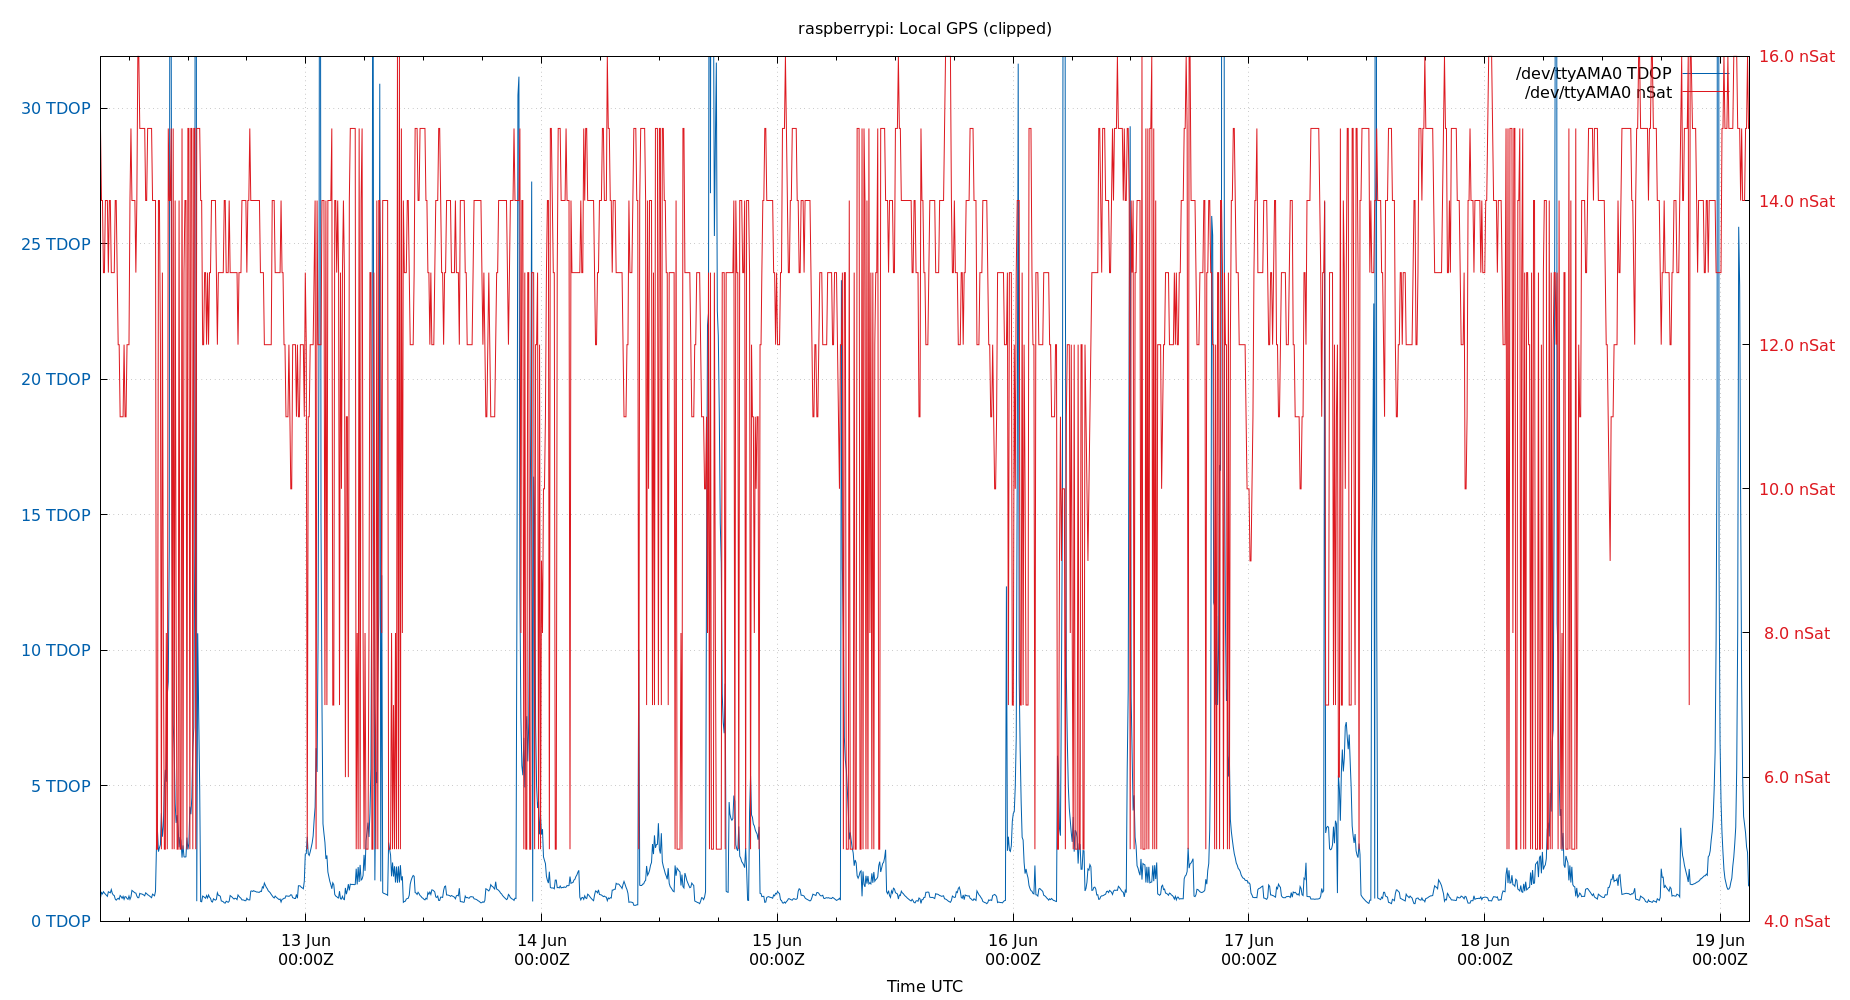 raspberrypi: Local GPS (clipped)
/dev/ttyAMA0 TDOP
/dev/ttyAMA0 nSat
30 TDOP
25 TDOP
20 TDOP
15 TDOP
10 TDOP
5 TDOP
0 TDOP
16.0 nSat
14.0 nSat
12.0 nSat
10.0 nSat
8.0 nSat
6.0 nSat
4.0 nSat
13 Jun
00:00Z
14 Jun
00:00Z
15 Jun
00:00Z
16 Jun
00:00Z
17 Jun
00:00Z
18 Jun
00:00Z
19 Jun
00:00Z
Time UTC